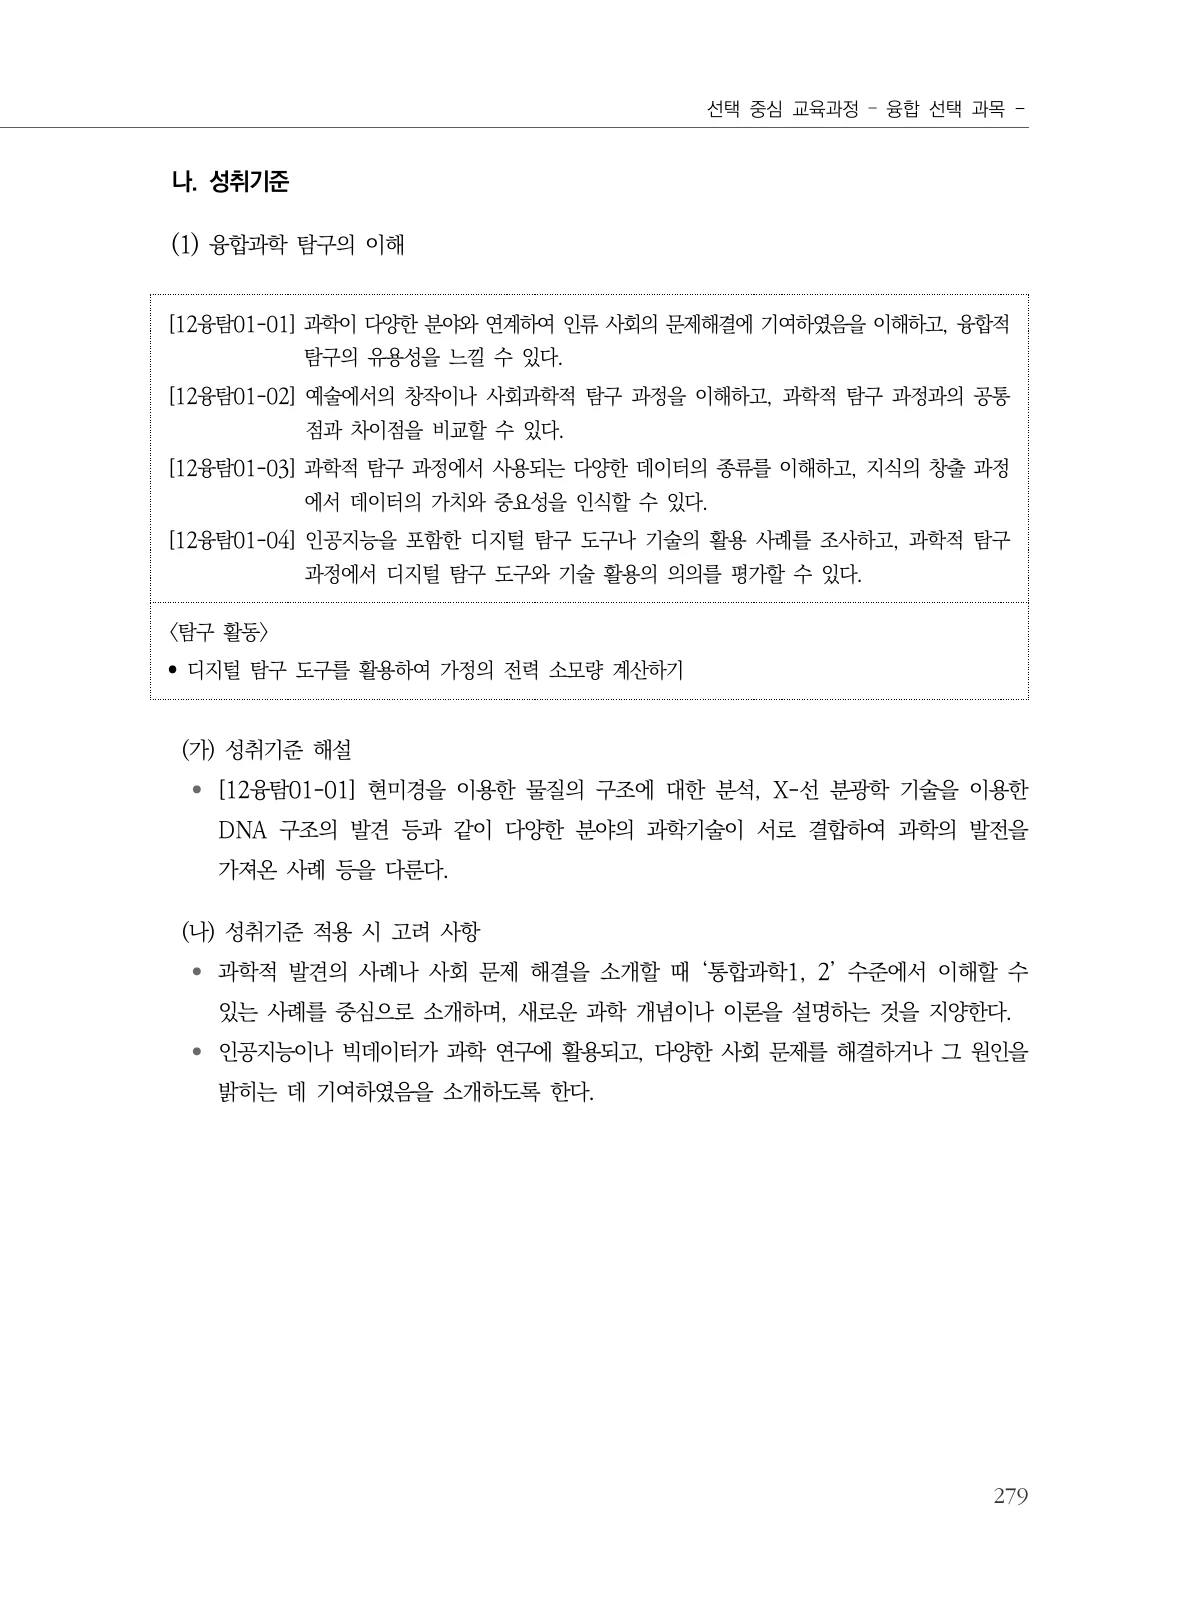 선택 중심 교육과정 - 융합 선택 과목 -
나. 성취기준
(1) 융합과학 탐구의 이해
[12융탐01-01] 과학이 다양한 분야와 연계하여 인류 사회의 문제해결에 기여하였음을 이해하고, 융합적
탐구의 유용성을 느낄 수 있다.
[12융탐01-02] 예술에서의 창작이나 사회과학적 탐구 과정을 이해하고, 과학적 탐구 과정과의 공통
점과 차이점을 비교할 수 있다.
[12융탐01-03] 과학적 탐구 과정에서 사용되는 다양한 데이터의 종류를 이해하고, 지식의 창출 과정
에서 데이터의 가치와 중요성을 인식할 수 있다.
[12융탐01-04] 인공지능을 포함한 디지털 탐구 도구나 기술의 활용 사례를 조사하고, 과학적 탐구
과정에서 디지털 탐구 도구와 기술 활용의 의의를 평가할 수 있다.
〈탐구 활동〉
• 디지털 탐구 도구를 활용하여 가정의 전력 소모량 계산하기
(가) 성취기준 해설
• [12융탐01-01] 현미경을 이용한 물질의 구조에 대한 분석, X-선 분광학 기술을 이용한
DNA 구조의 발견 등과 같이 다양한 분야의 과학기술이 서로 결합하여 과학의 발전을
가져온 사례 등을 다룬다.
(나) 성취기준 적용 시 고려 사항
• 과학적 발견의 사례나 사회 문제 해결을 소개할 때 ‘통합과학1, 2’ 수준에서 이해할 수
있는 사례를 중심으로 소개하며, 새로운 과학 개념이나 이론을 설명하는 것을 지양한다.
• 인공지능이나 빅데이터가 과학 연구에 활용되고, 다양한 사회 문제를 해결하거나 그 원인을
밝히는 데 기여하였음을 소개하도록 한다.
279